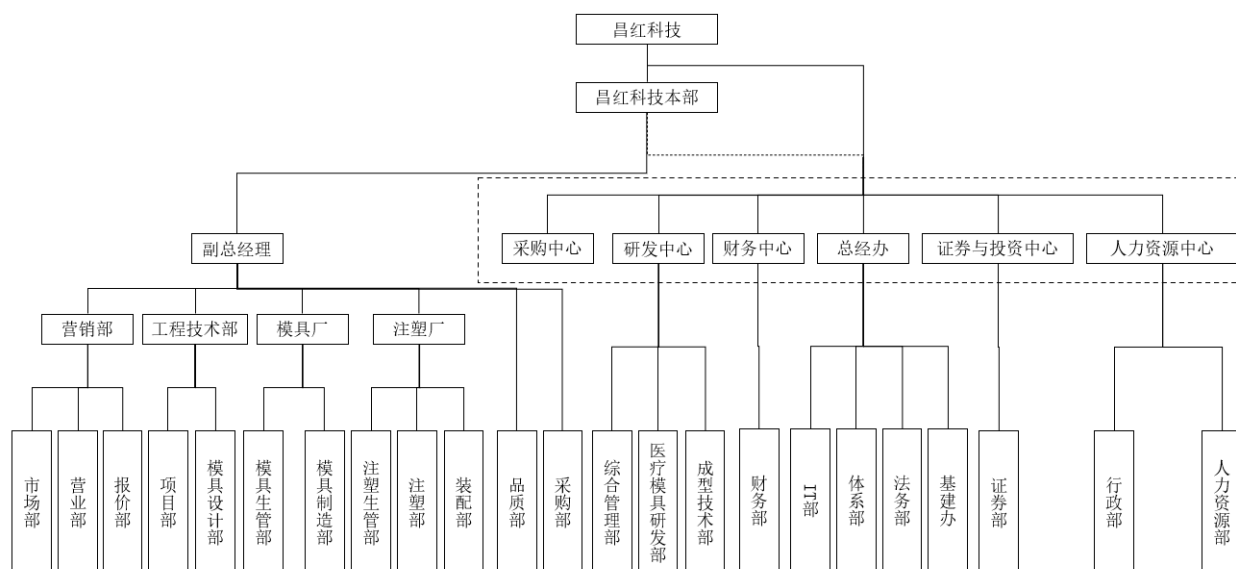 昌红科技
昌红科技本部
副总经理
采购中心
研发中心
财务中心
总经办
证券与投资中心
人力资源中心
营销部
工程技术部
模具厂
注塑厂
市场部
营业部
报价部
项目部
模具设计部
模具生管部
模具制造部
注塑生管部
注塑部
装配部
品质部
采购部
综合管理部
医疗模具研发部
成型技术部
财务部
IT部
体系部
法务部
基建办
证券部
行政部
人力资源部